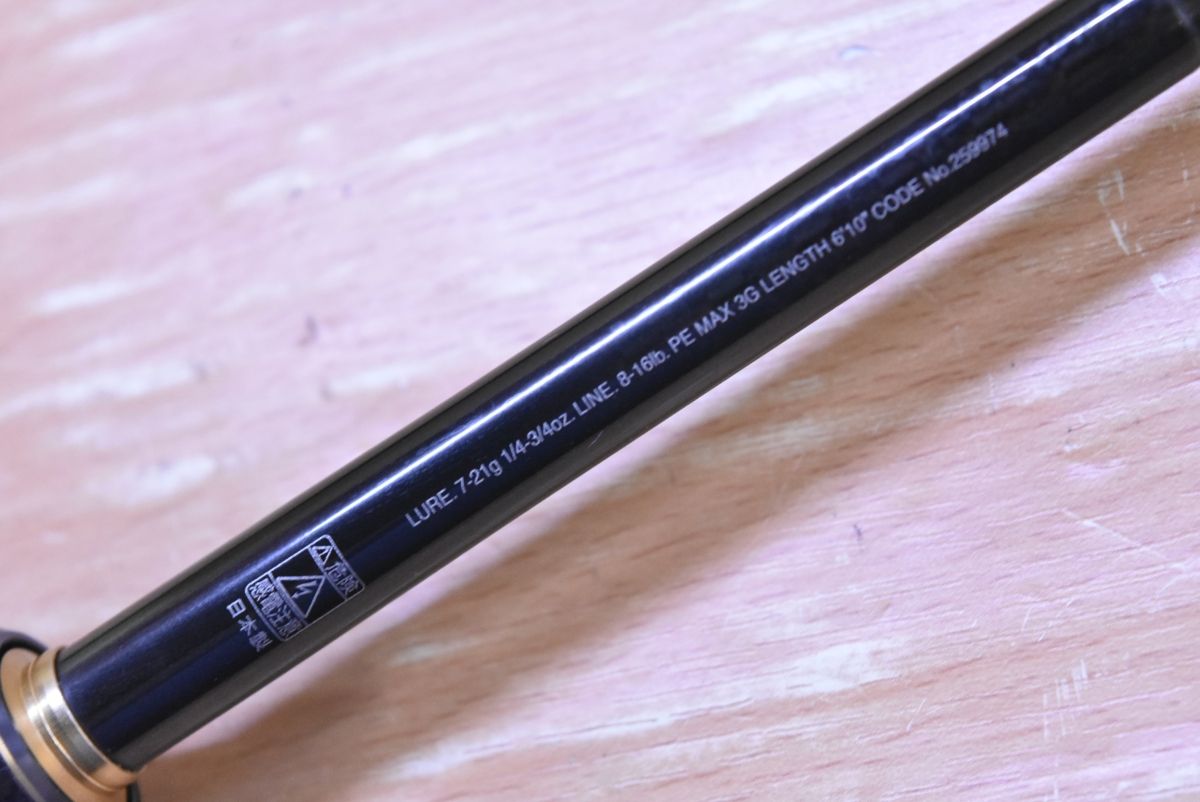 LURE. 7-21g 1/4-3/4oz. LINE. 8-16lb. PE MAX 3G LENGTH 6'10" CODE No.259974
危険
感電注意
日本製